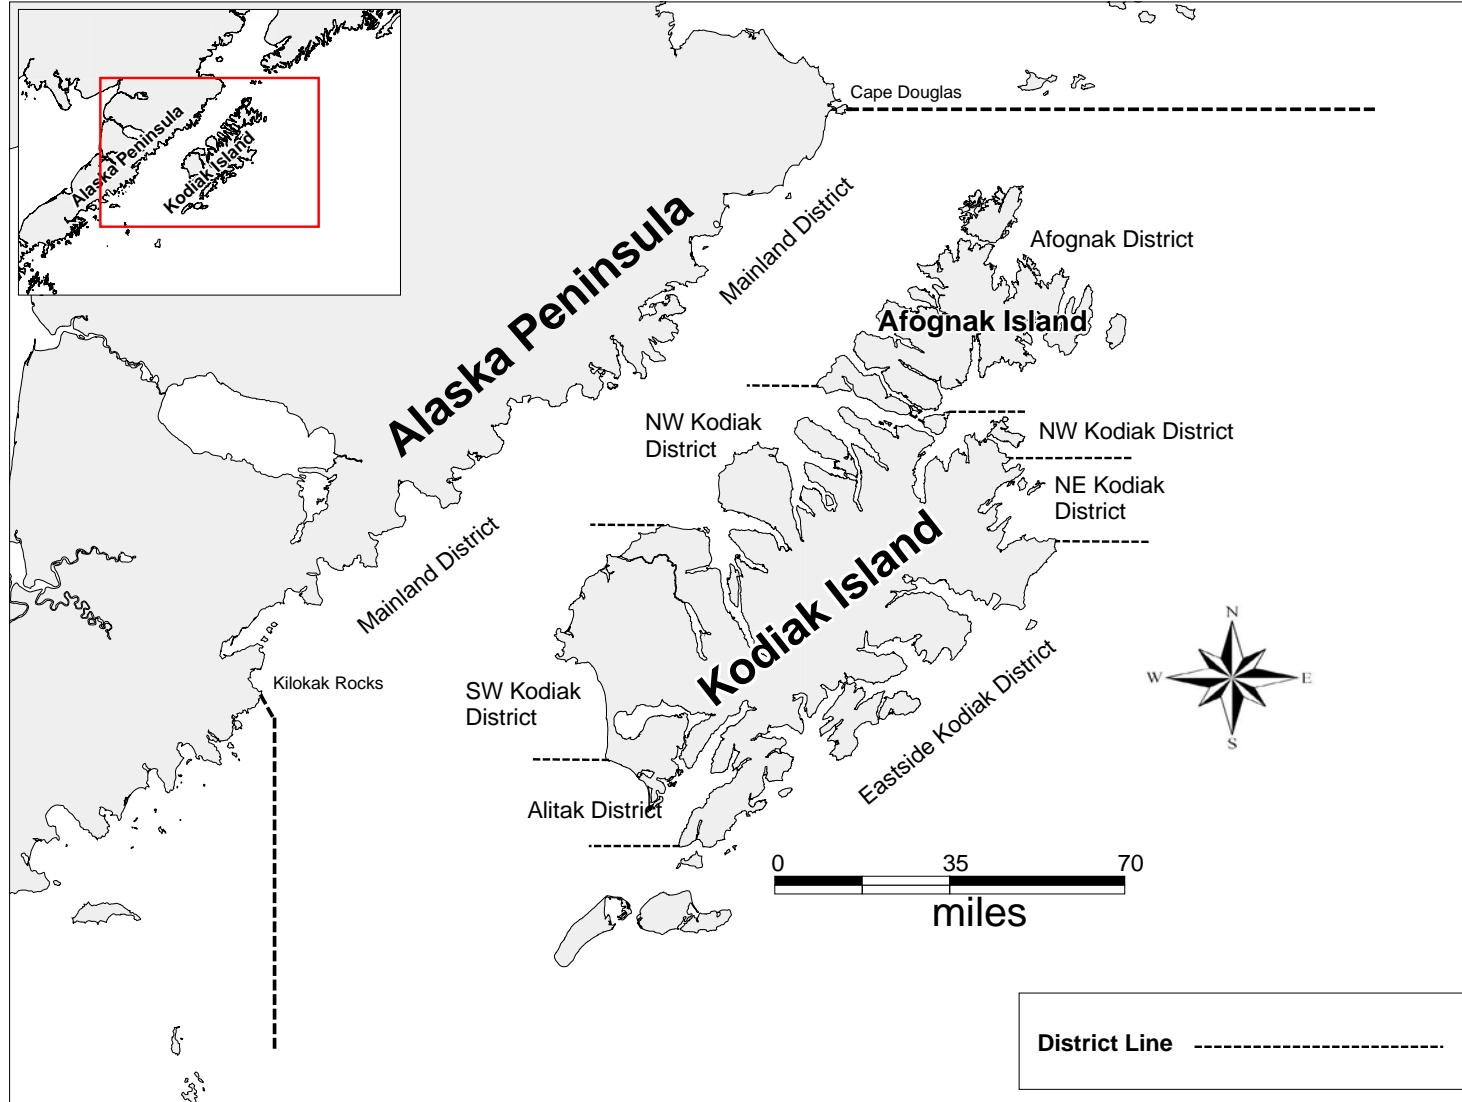 Alaska Peninsula
Kodiak Island
Cape Douglas
Mainland District
Afognak District
Alaska Peninsula
Afognak Island
NW Kodiak
District
NW Kodiak District
NE Kodiak
District
Mainland District
Kodiak Island
N
W
E
S
Kilokak Rocks
SW Kodiak
District
Eastside Kodiak District
Alitak District
0
35
70
miles
District Line